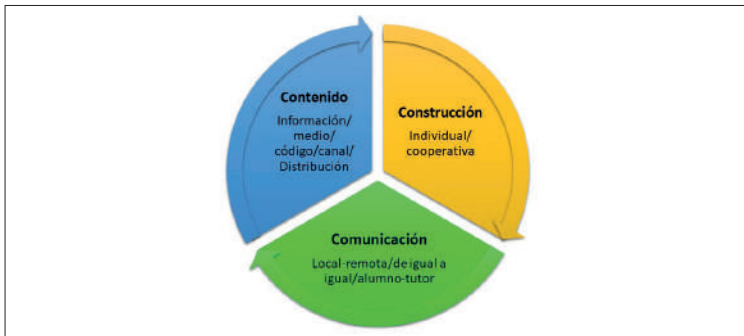 Contenido
Información/
medio/
código/canal/
Distribución
Construcción
Individual/
cooperativa
Comunicación
Local-remota/de igual a
igual/alumno-tutor